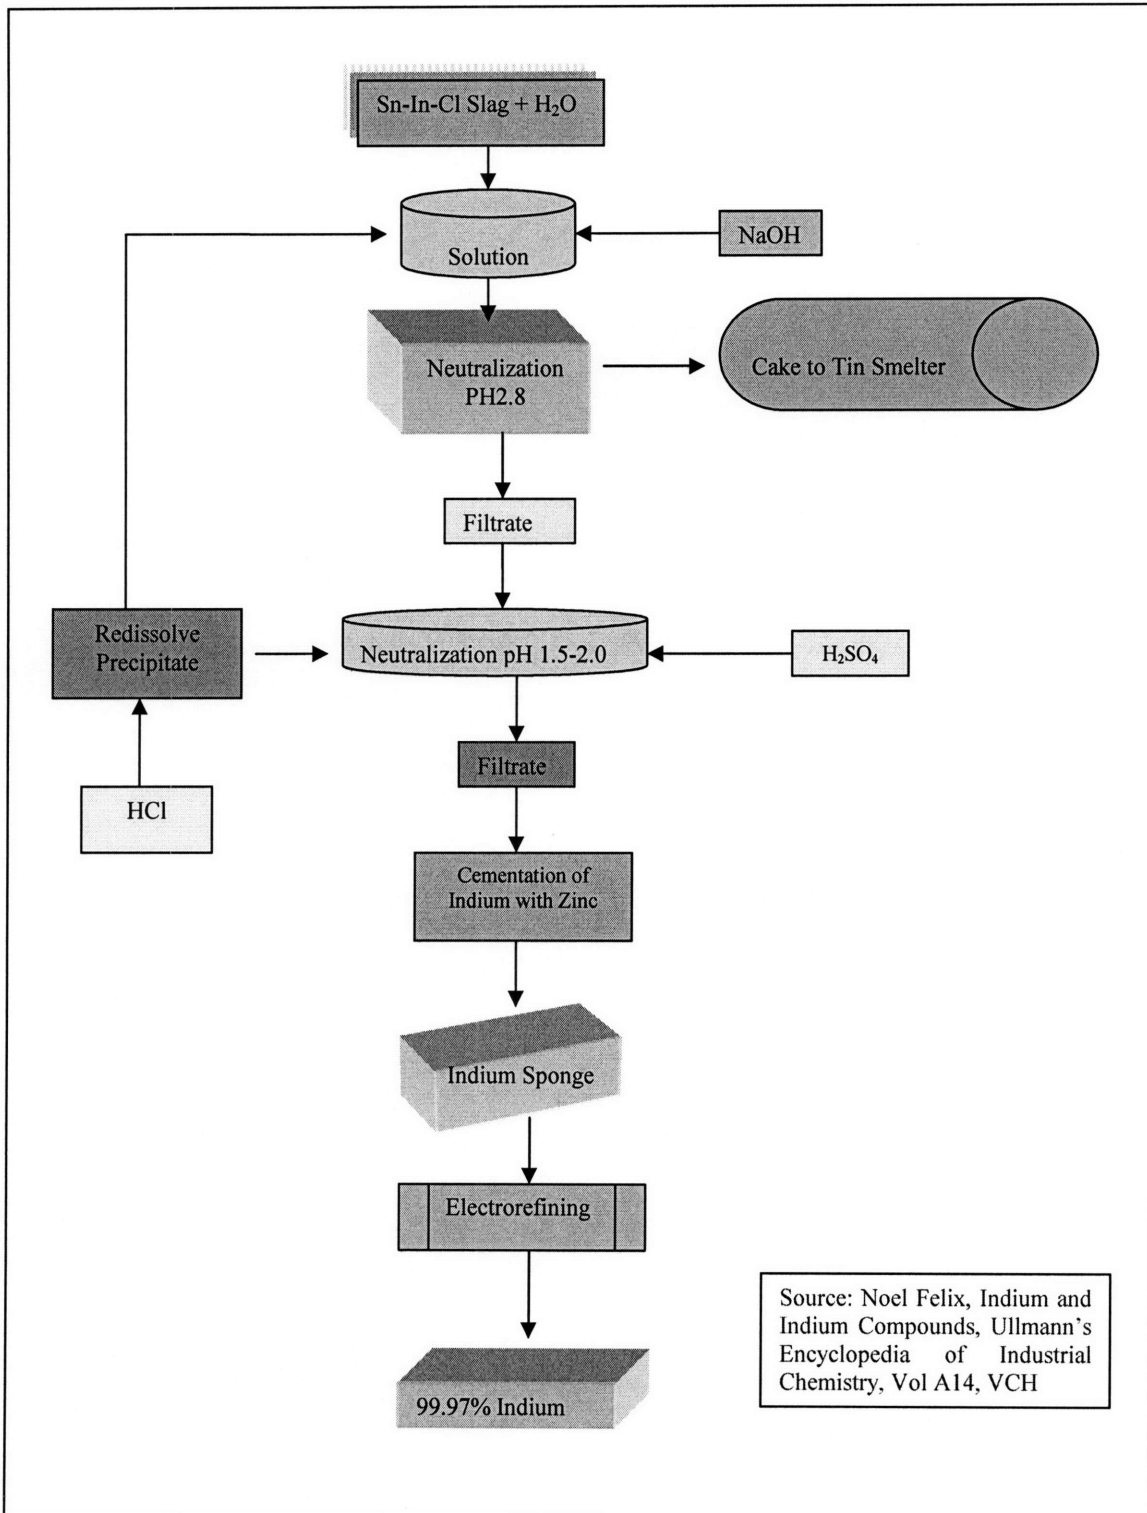 Sn-In-Cl Slag + H₂O
Solution
NaOH
Neutralization
PH2.8
Cake to Tin Smelter
Filtrate
Redissolve
Precipitate
Neutralization pH 1.5-2.0
H₂SO₄
Filtrate
HCl
Cementation of
Indium with Zinc
Indium Sponge
Electrorefining
99.97% Indium
Source: Noel Felix, Indium and
Indium Compounds, Ullmann's
Encyclopedia of Industrial
Chemistry, Vol A14, VCH